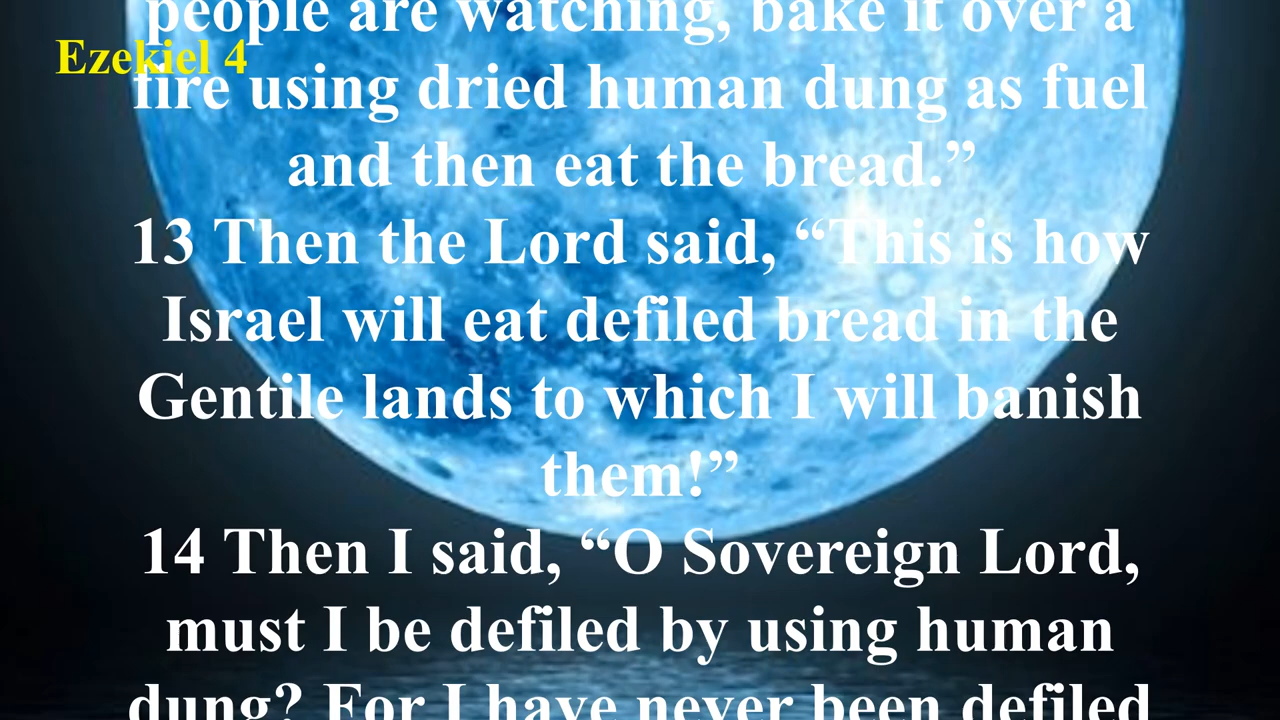 people are watching, bake it over a
Ezekiel 4
fire using dried human dung as fuel
and then eat the bread.”
13 Then the Lord said, “This is how
Israel will eat defiled bread in the
Gentile lands to which I will banish
them!”
14 Then I said, “O Sovereign Lord,
must I be defiled by using human
dung? For I have never been defiled